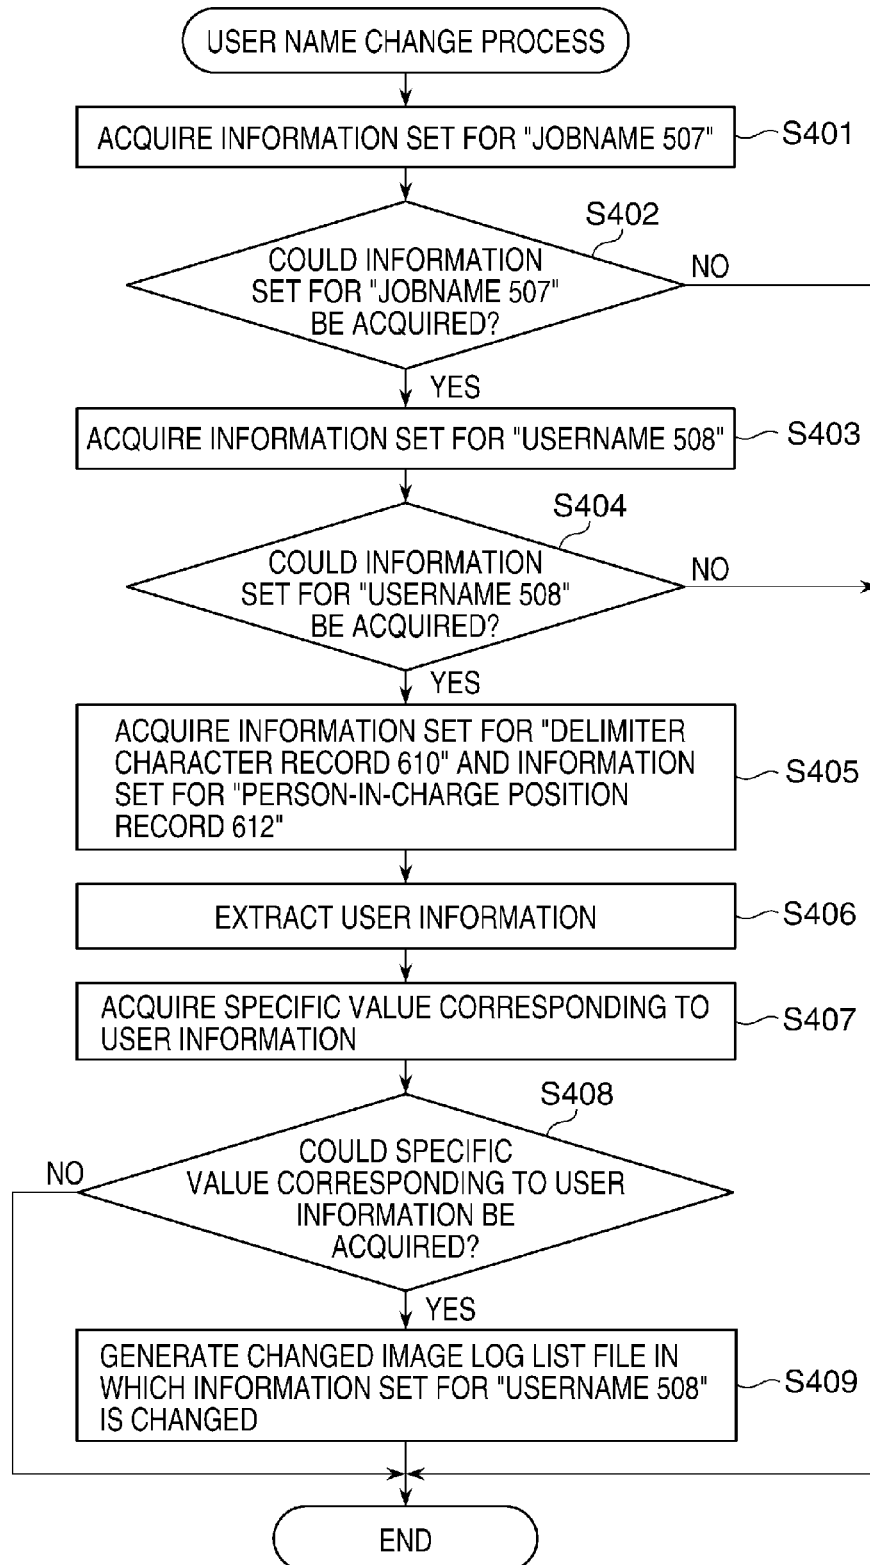 USER NAME CHANGE PROCESS
ACQUIRE INFORMATION SET FOR "JOBNAME 507"
S401
S402
COULD INFORMATION
SET FOR "JOBNAME 507"
BE ACQUIRED?
NO
YES
ACQUIRE INFORMATION SET FOR "USERNAME 508"
S403
S404
COULD INFORMATION
SET FOR "USERNAME 508"
BE ACQUIRED?
NO
YES
ACQUIRE INFORMATION SET FOR "DELIMITER
CHARACTER RECORD 610" AND INFORMATION
SET FOR "PERSON-IN-CHARGE POSITION
RECORD 612"
S405
EXTRACT USER INFORMATION
S406
ACQUIRE SPECIFIC VALUE CORRESPONDING TO
USER INFORMATION
S407
S408
COULD SPECIFIC
VALUE CORRESPONDING TO USER
INFORMATION BE
ACQUIRED?
NO
YES
GENERATE CHANGED IMAGE LOG LIST FILE IN
WHICH INFORMATION SET FOR "USERNAME 508"
IS CHANGED
S409
END